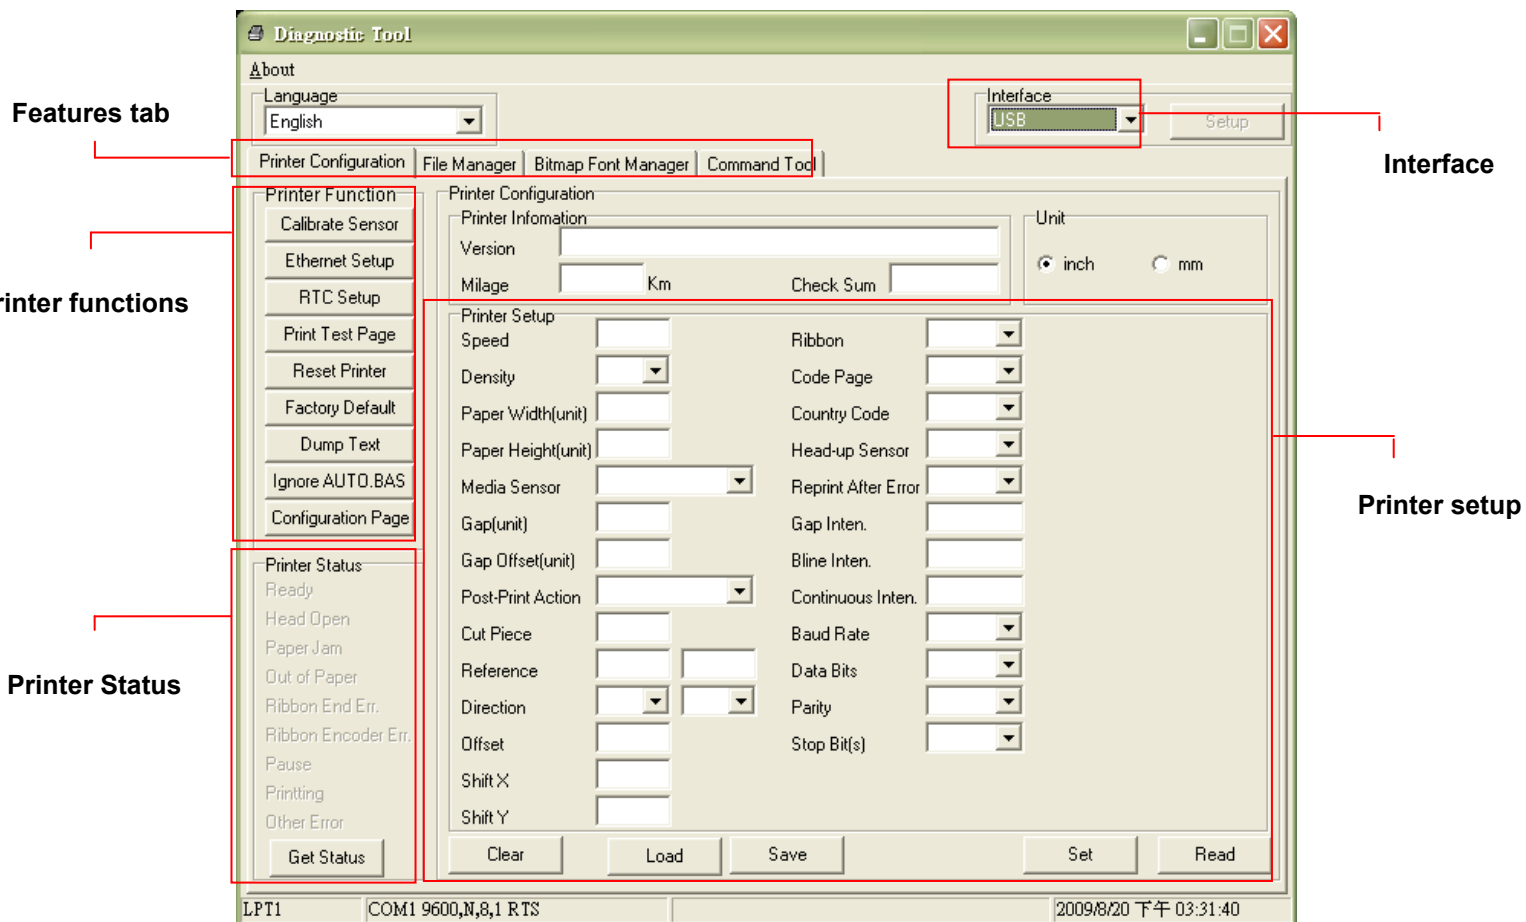 Diagnostic Tool
About
Language
English
Interface
USB
Setup
Features tab
Interface
Printer Configuration
File Manager
Bitmap Font Manager
Command Tool
Printer Function
Calibrate Sensor
Ethernet Setup
RTC Setup
Print Test Page
Reset Printer
Factory Default
Dump Text
Ignore AUTO.BAS
Configuration Page
rinter functions
Printer Configuration
Printer Infomation
Version
Milage
Km
Check Sum
Unit
inch
mm
Printer Setup
Speed
Density
Paper Width(unit)
Paper Height(unit)
Media Sensor
Gap(unit)
Gap Offset(unit)
Post-Print Action
Cut Piece
Reference
Direction
Offset
Shift X
Shift Y
Ribbon
Code Page
Country Code
Head-up Sensor
Reprint After Error
Gap Inten.
Bline Inten.
Continuous Inten.
Baud Rate
Data Bits
Parity
Stop Bit(s)
Printer setup
Printer Status
Ready
Head Open
Paper Jam
Out of Paper
Ribbon End Err.
Ribbon Encoder Err.
Pause
Printting
Other Error
Get Status
Printer Status
Clear
Load
Save
Set
Read
LPT1
COM1 9600,N,8,1 RTS
2009/8/20 下午 03:31:40